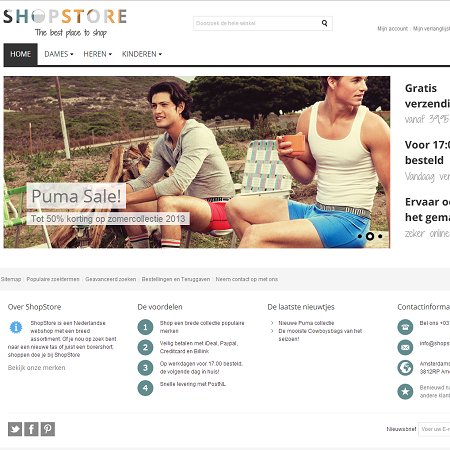 SHOPSTORE
The best place to shop
Doorzoek de hele winkel
Mijn account Mijn verlanglijst
HOME DAMES HEREN KINDEREN
Puma Sale!
Tot 50% korting op zomercollectie 2013
Gratis
verzendi
vanaf 39,95
Voor 17:0
besteld
Vandaag ver
Ervaar o
het gema
zeker online
Sitemap Populaire zoektermen Geavanceerd zoeken Bestellingen en Teruggaven Neem contact op met ons
Over ShopStore
ShopStore is een Nederlandse
webshop met een breed
assortiment. Of je nou op zoek bent
naar een nieuwe tas of juist een boxershort,
shoppen doe je bij ShopStore
Bekijk onze merken
De voordelen
1 Shop een brede collectie populaire
merken
2 Veilig betalen met iDeal, Paypal,
Creditcard en Billink
3 Op werkdagen voor 17.00 besteld,
de volgende dag in huis!
4 Snelle levering met PostNL
De laatste nieuwtjes
Nieuwe Puma collectie
De mooiste Cowboysbags van het
seizoen!
Contactinforma
Bel ons +03
info@shops
Amsterdams
3812RP Ame
Benieuwd n
andere klan
Nieuwsbrief Voer uw E-m